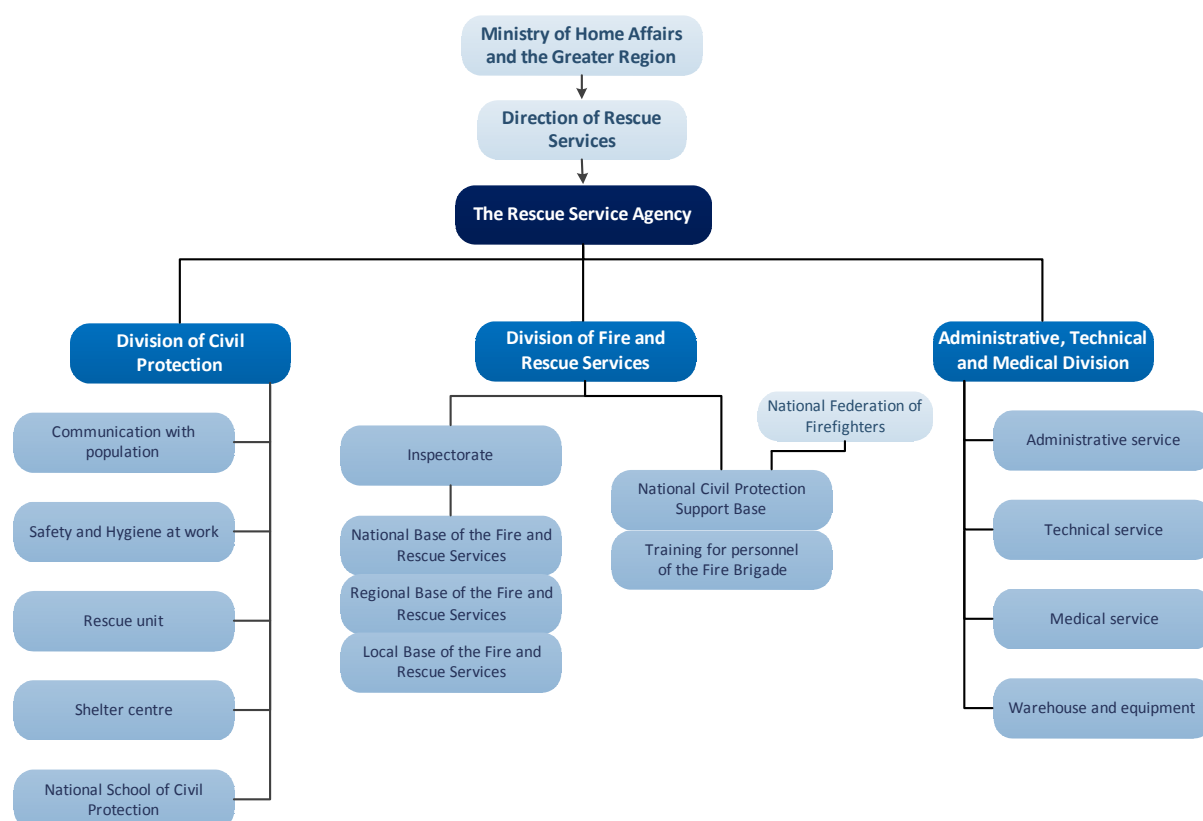 Ministry of Home Affairs
and the Greater Region
Direction of Rescue
Services
The Rescue Service Agency
Division of Civil
Protection
Communication with
population
Safety and Hygiene at work
Rescue unit
Shelter centre
National School of Civil
Protection
Division of Fire and
Rescue Services
Inspectorate
National Base of the Fire and
Rescue Services
Regional Base of the Fire and
Rescue Services
Local Base of the Fire and
Rescue Services
National Federation of
Firefighters
National Civil Protection
Support Base
Training for personnel
of the Fire Brigade
Administrative, Technical
and Medical Division
Administrative service
Technical service
Medical service
Warehouse and equipment